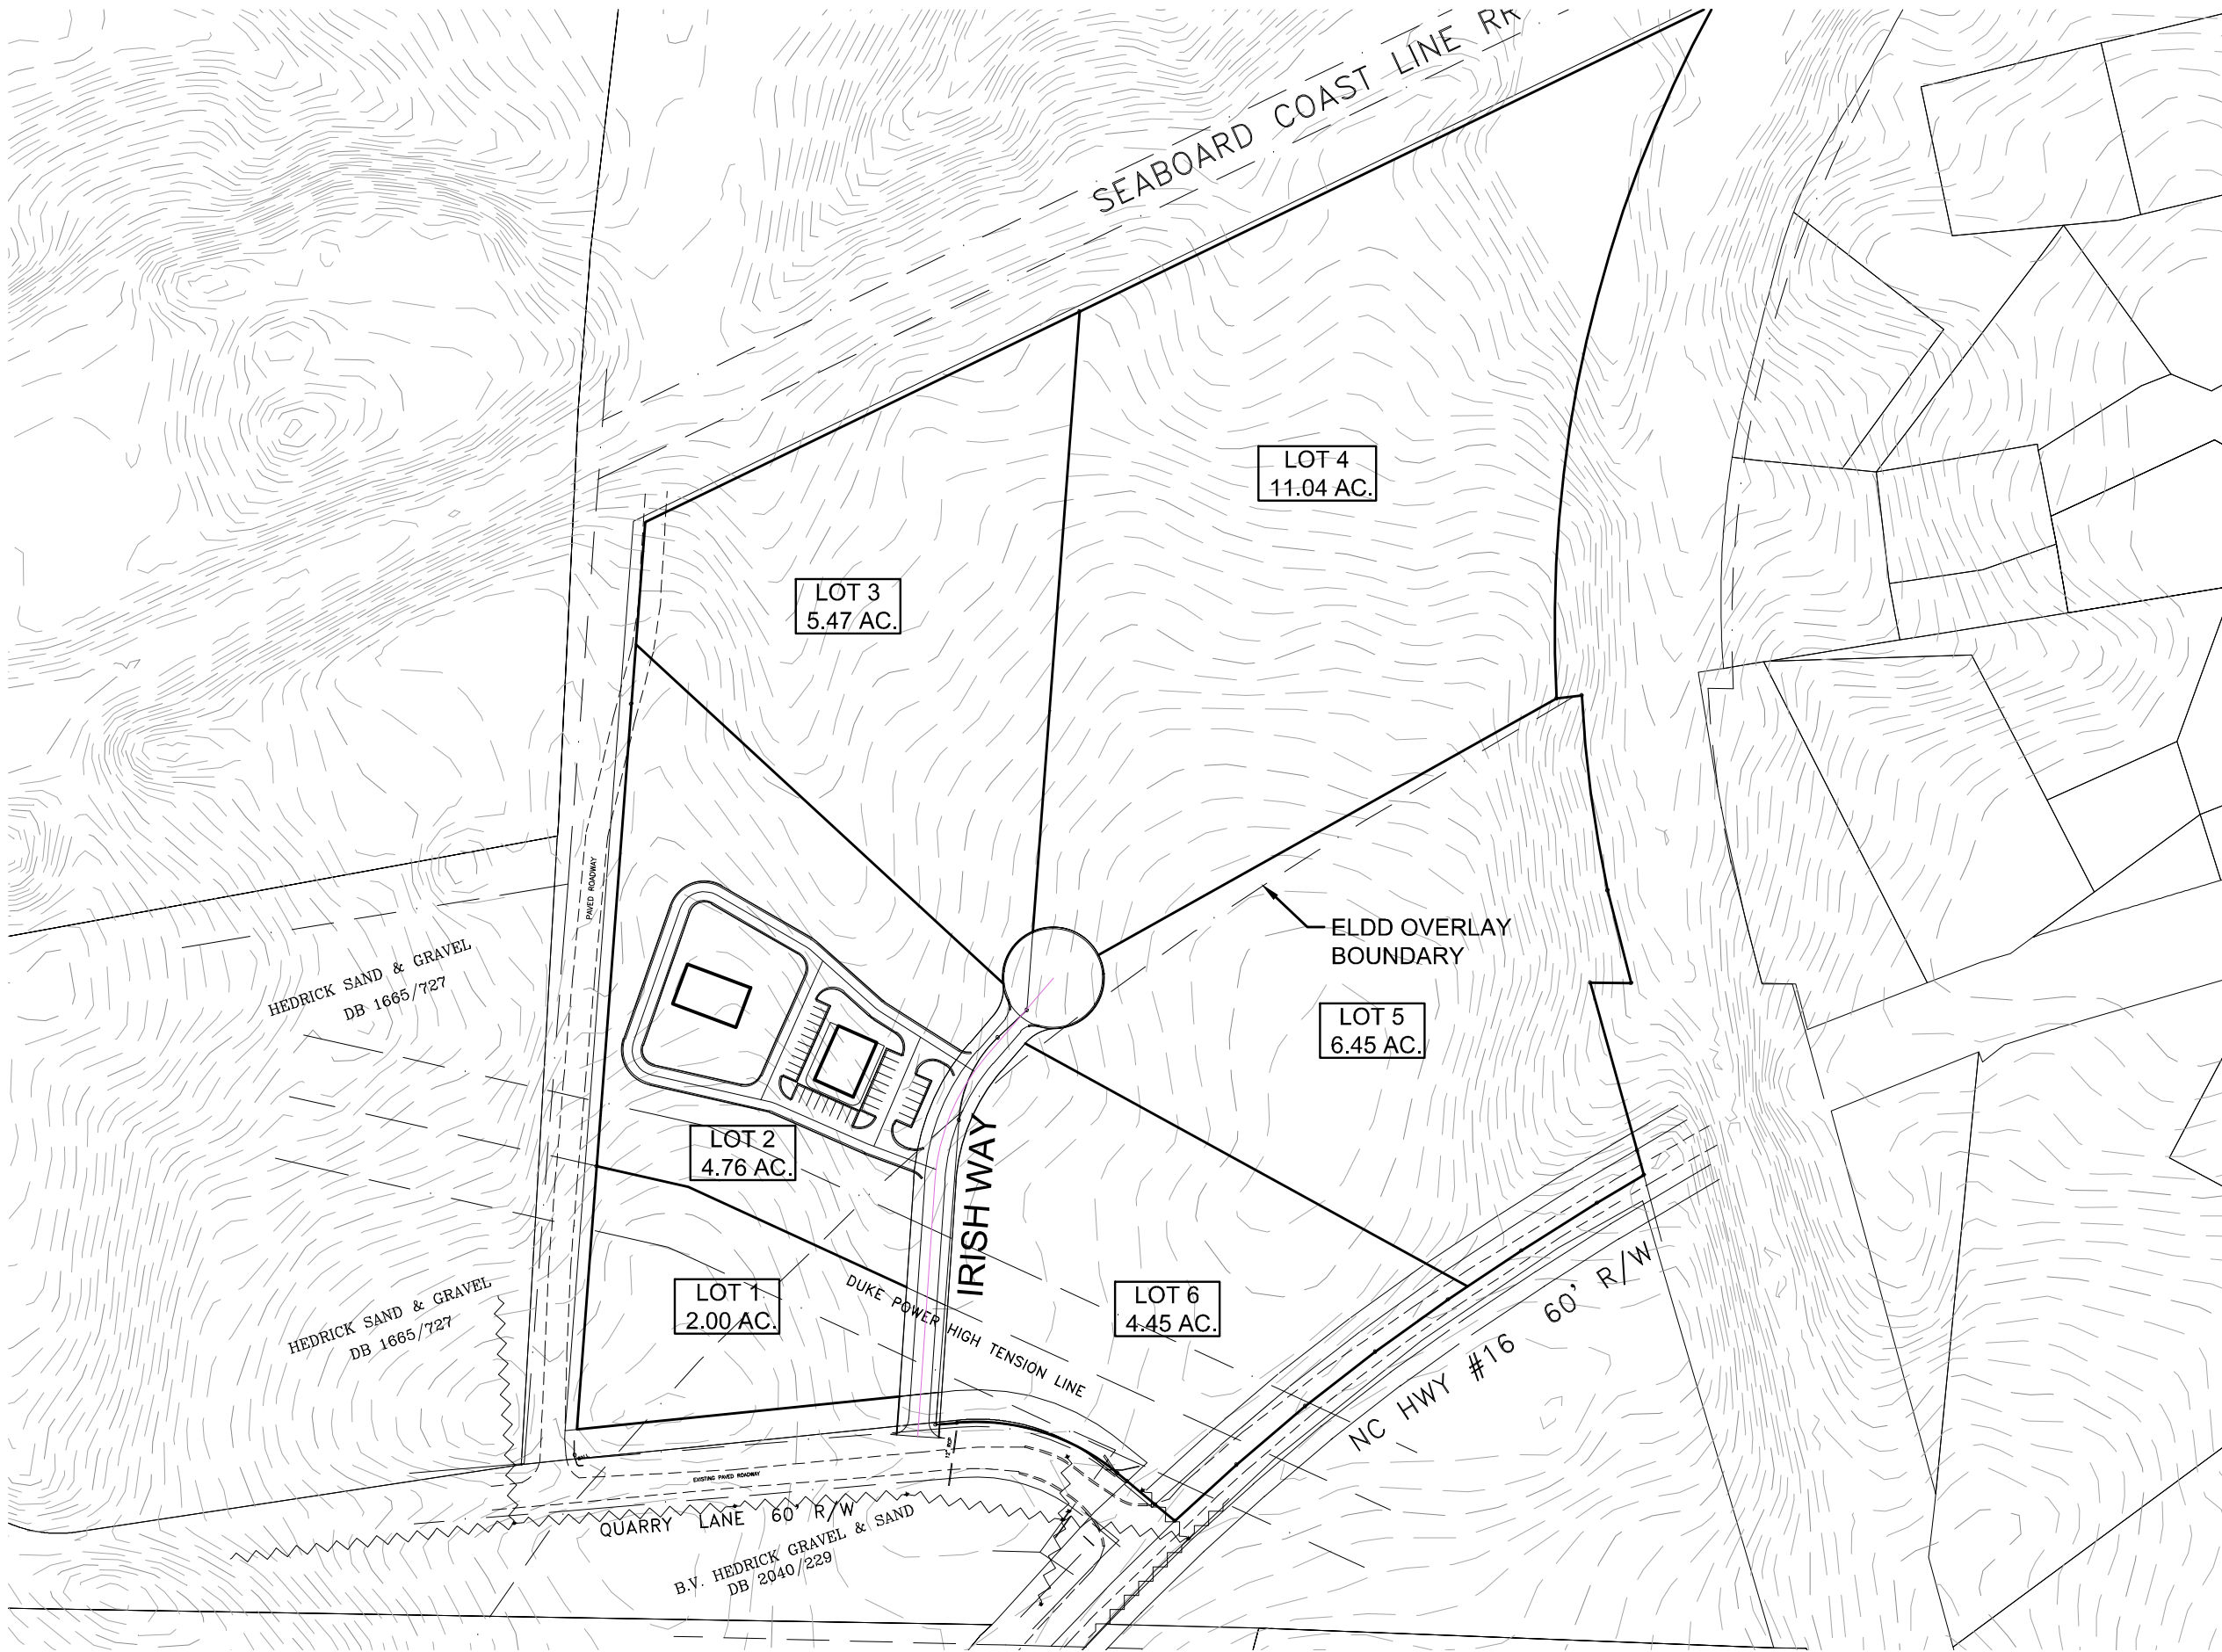 SEABOARD COAST LINE RR
LOT 4
11.04 AC.
LOT 3
5.47 AC.
PAVED ROADWAY
ELDD OVERLAY
BOUNDARY
HEDRICK SAND & GRAVEL
DB 1665/727
LOT 5
6.45 AC.
LOT 2
4.76 AC.
IRISH WAY
LOT 1
2.00 AC.
DUKE POWER HIGH TENSION LINE
LOT 6
4.45 AC.
HEDRICK SAND & GRAVEL
DB 1665/727
NC HWY #16 60' R/W
EXISTING PAVED ROADWAY
QUARRY LANE 60' R/W
B.V. HEDRICK GRAVEL & SAND
DB 2040/229